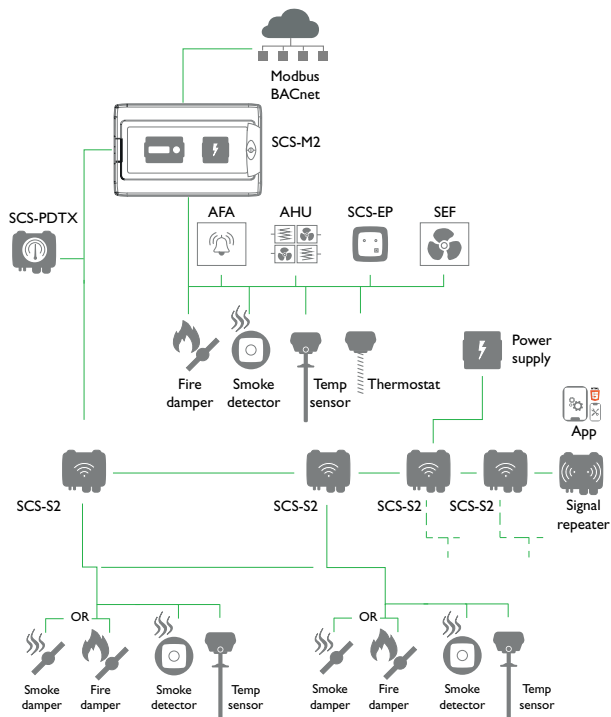 Modbus
BACnet
SCS-M2
SCS-PDTX
AFA
AHU
SCS-EP
SEF
Fire
damper
Smoke
detector
Temp
sensor
Thermostat
Power
supply
App
SCS-S2
SCS-S2
SCS-S2
SCS-S2
Signal
repeater
OR
OR
Smoke
damper
Fire
damper
Smoke
detector
Temp
sensor
Smoke
damper
Fire
damper
Smoke
detector
Temp
sensor